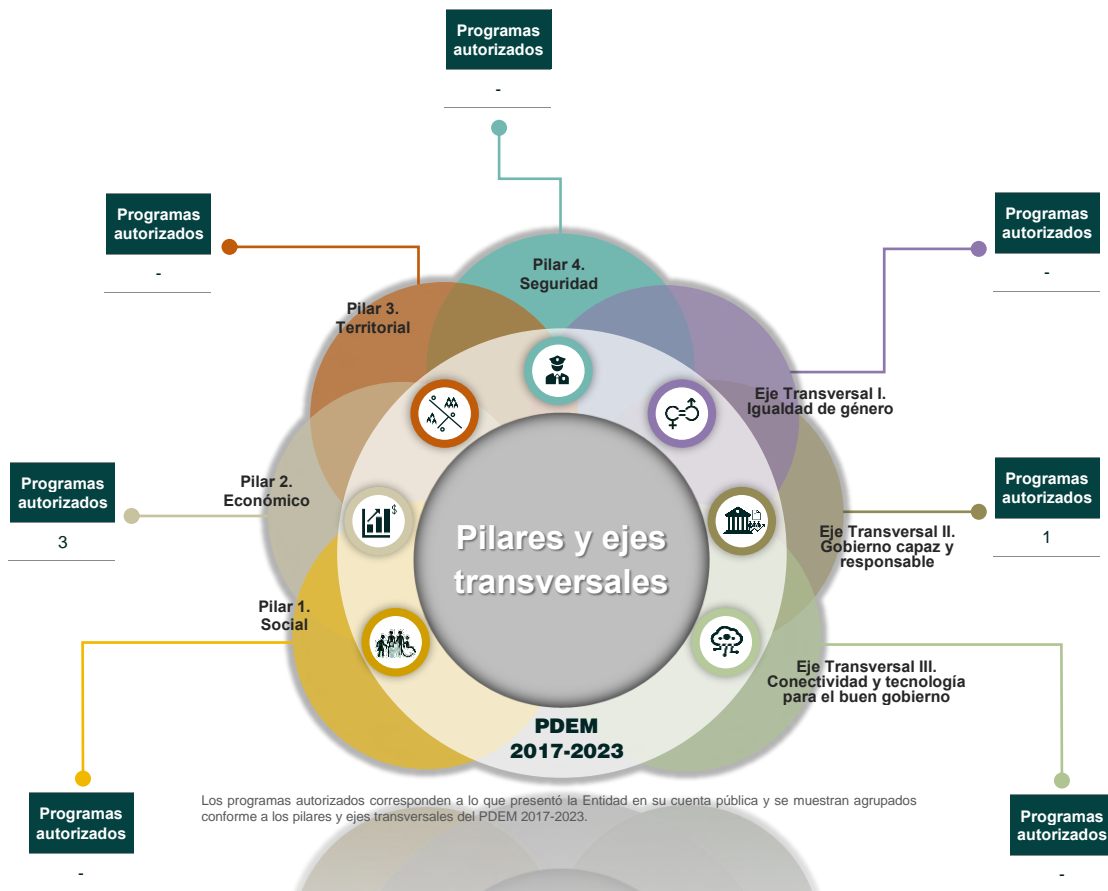 Programas
autorizados
-
Programas
autorizados
-
Programas
autorizados
-
Pilar 4.
Seguridad
Pilar 3.
Territorial
Eje Transversal I.
Igualdad de género
Programas
autorizados
3
Pilar 2.
Económico
$
Pilares y ejes
transversales
Eje Transversal II.
Gobierno capaz y
responsable
Programas
autorizados
1
Pilar 1.
Social
Eje Transversal III.
Conectividad y tecnología
para el buen gobierno
PDEM
2017-2023
Los programas autorizados corresponden a lo que presentó la Entidad en su cuenta pública y se muestran agrupados
conforme a los pilares y ejes transversales del PDEM 2017-2023.
Programas
autorizados
-
Programas
autorizados
-